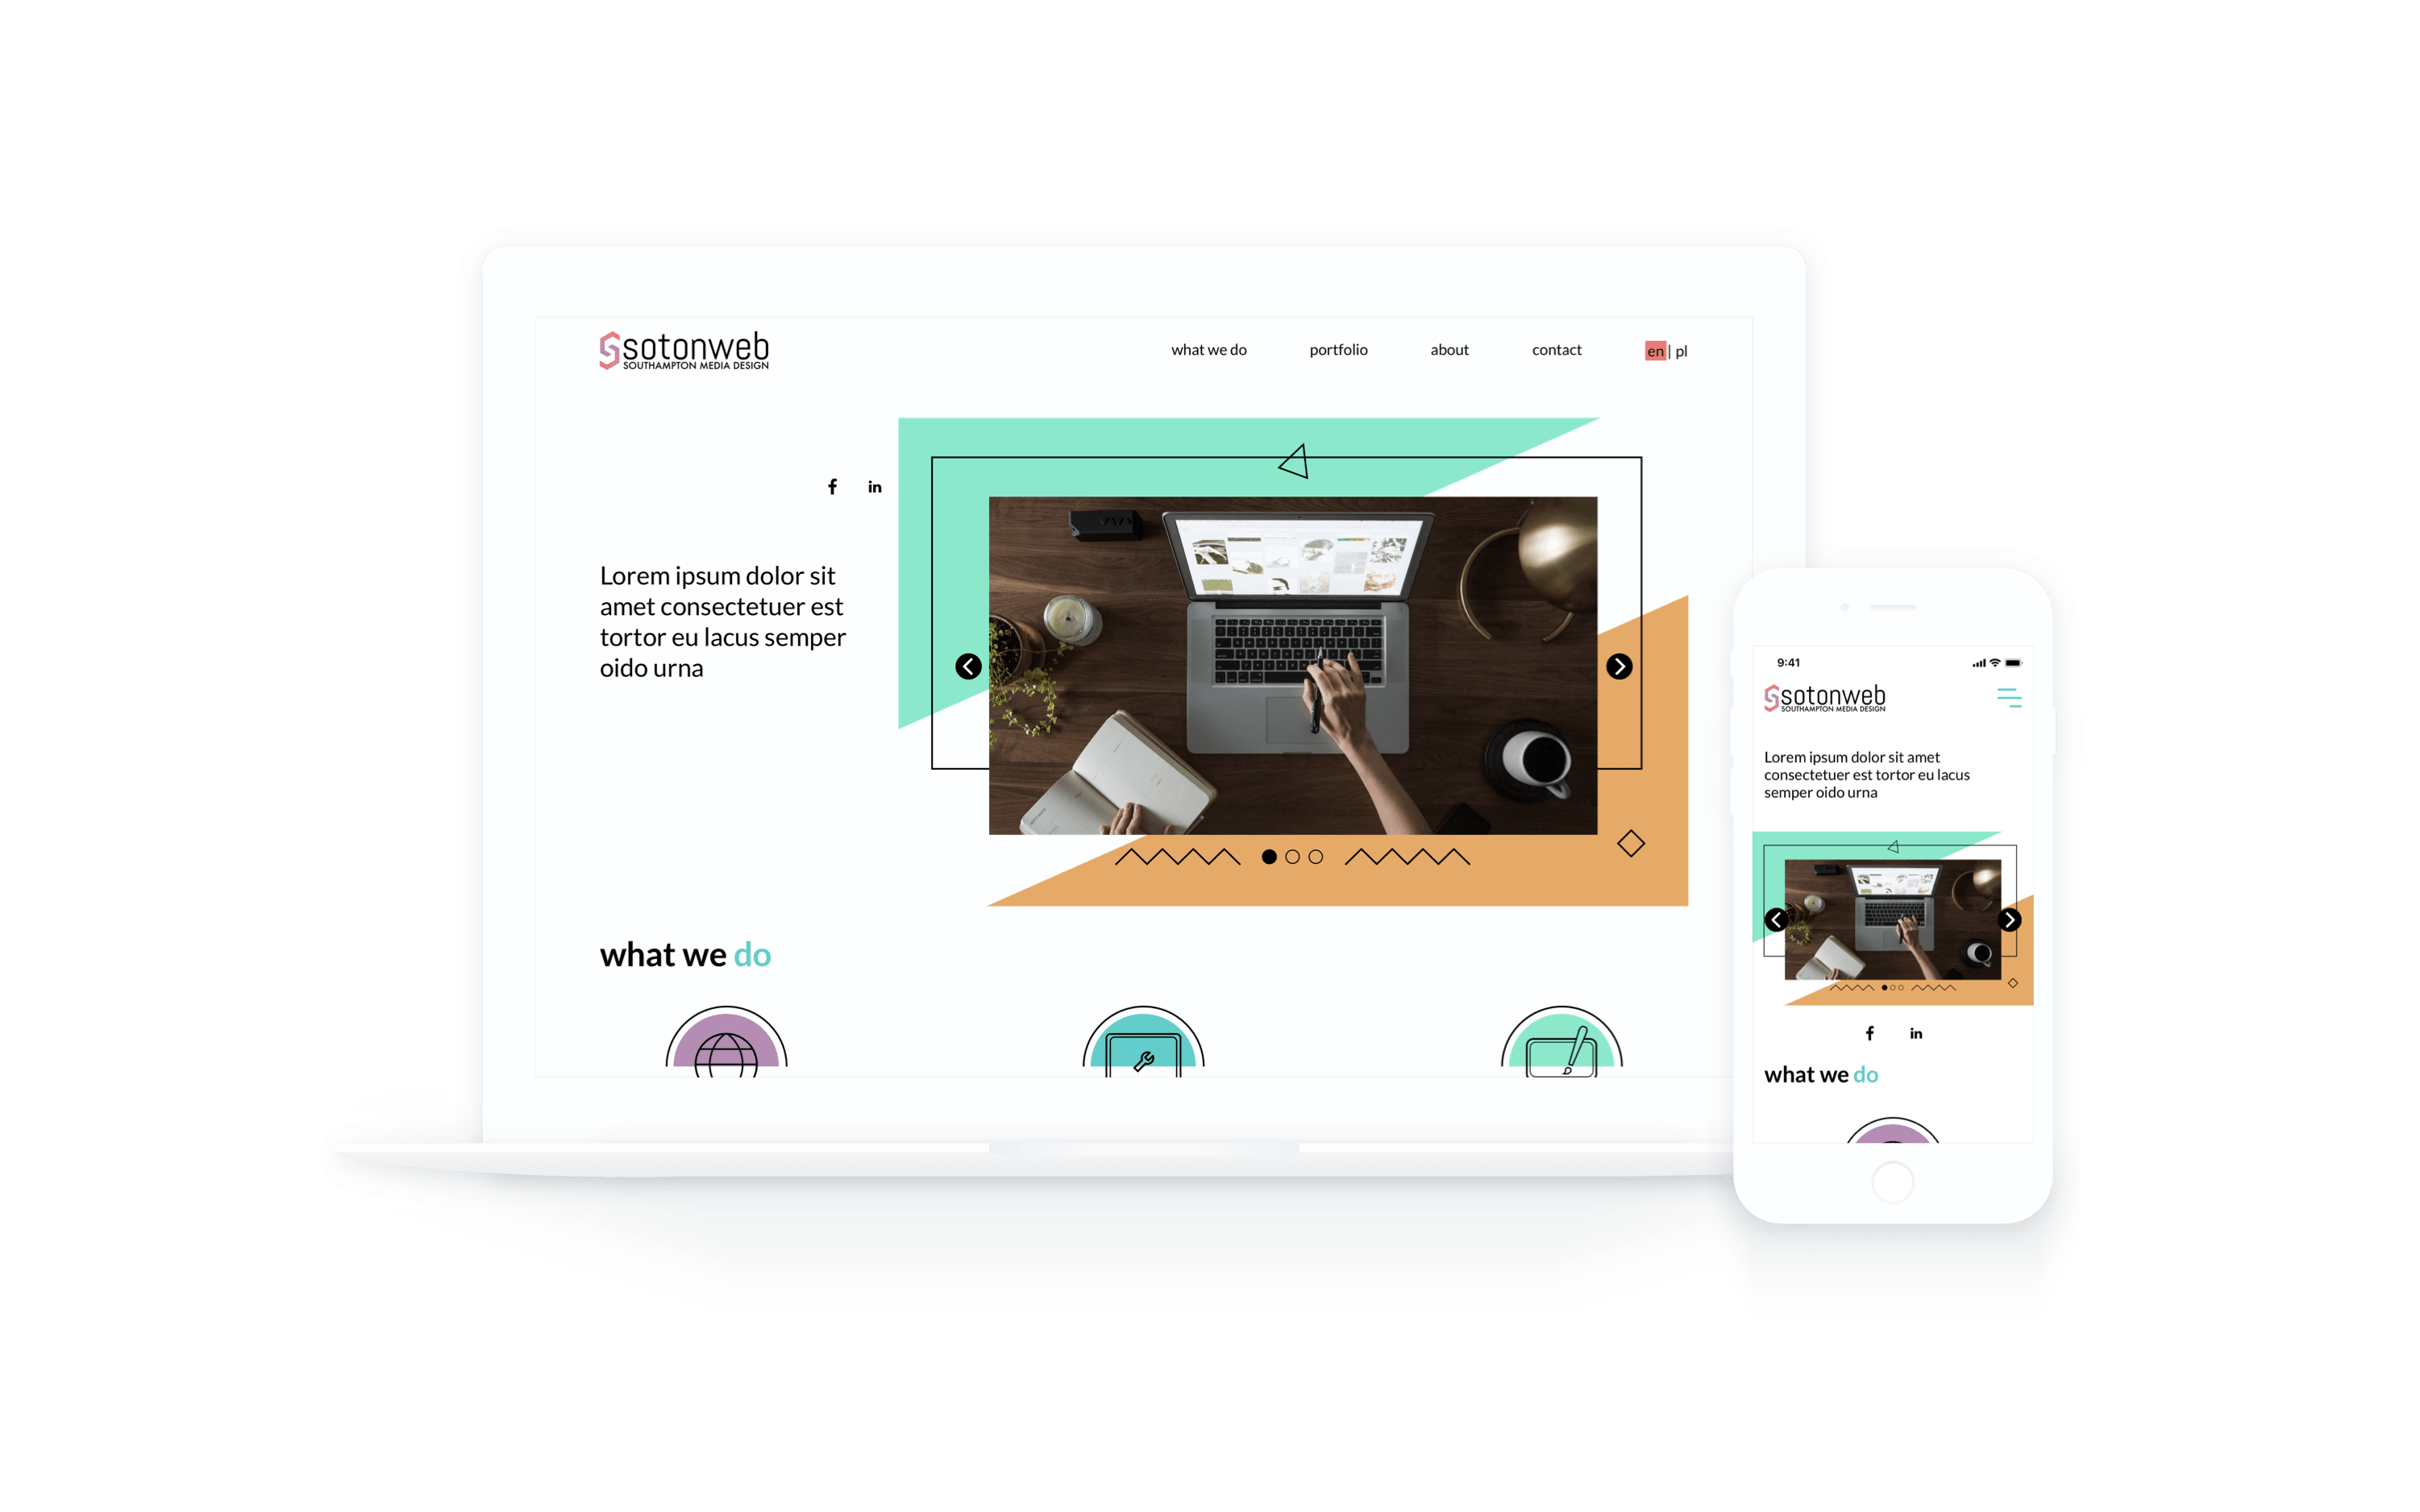 sotonweb
SOUTHAMPTON MEDIA DESIGN
what we do
portfolio
about
contact
en | pl
f
in
Lorem ipsum dolor sit
amet consectetuer est
tortor eu lacus semper
oido urna
what we do
9:41
sotonweb
SOUTHAMPTON MEDIA DESIGN
Lorem ipsum dolor sit amet
consectetuer est tortor eu lacus
semper oido urna
f
in
what we do